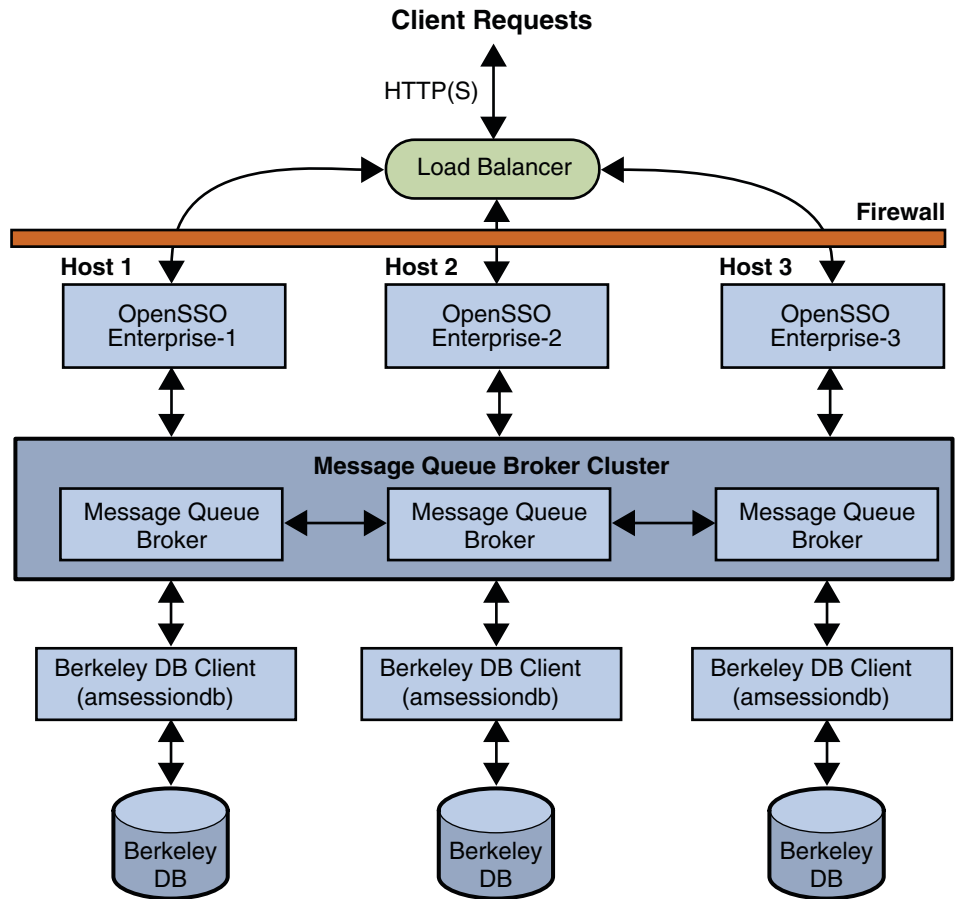 Client Requests
HTTP(S)
Load Balancer
Firewall
Host 1
Host 2
Host 3
OpenSSO
Enterprise-1
OpenSSO
Enterprise-2
OpenSSO
Enterprise-3
Message Queue Broker Cluster
Message Queue
Broker
Message Queue
Broker
Message Queue
Broker
Berkeley DB Client
(amsessiondb)
Berkeley DB Client
(amsessiondb)
Berkeley DB Client
(amsessiondb)
Berkeley
DB
Berkeley
DB
Berkeley
DB